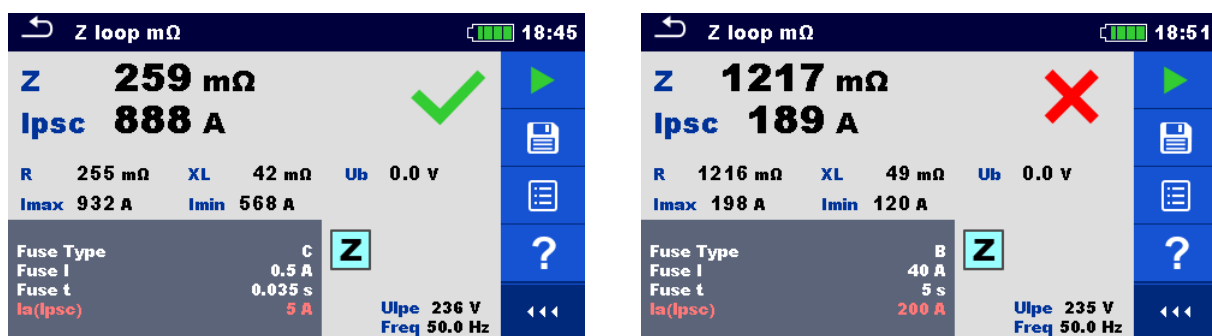 Z loop mΩ 18:45
Z 259 mΩ
Ipsc 888 A
R 255 mΩ XL 42 mΩ Ub 0.0 V
Imax 932 A Imin 568 A
Fuse Type C
Fuse I 0.5 A
Fuse t 0.035 s
Ia(Ipsc) 5 A
Z
?
Ulpe 236 V
Freq 50.0 Hz
Z loop mΩ 18:51
Z 1217 mΩ
Ipsc 189 A
R 1216 mΩ XL 49 mΩ Ub 0.0 V
Imax 198 A Imin 120 A
Fuse Type B
Fuse I 40 A
Fuse t 5 s
Ia(Ipsc) 200 A
Z
?
Ulpe 235 V
Freq 50.0 Hz